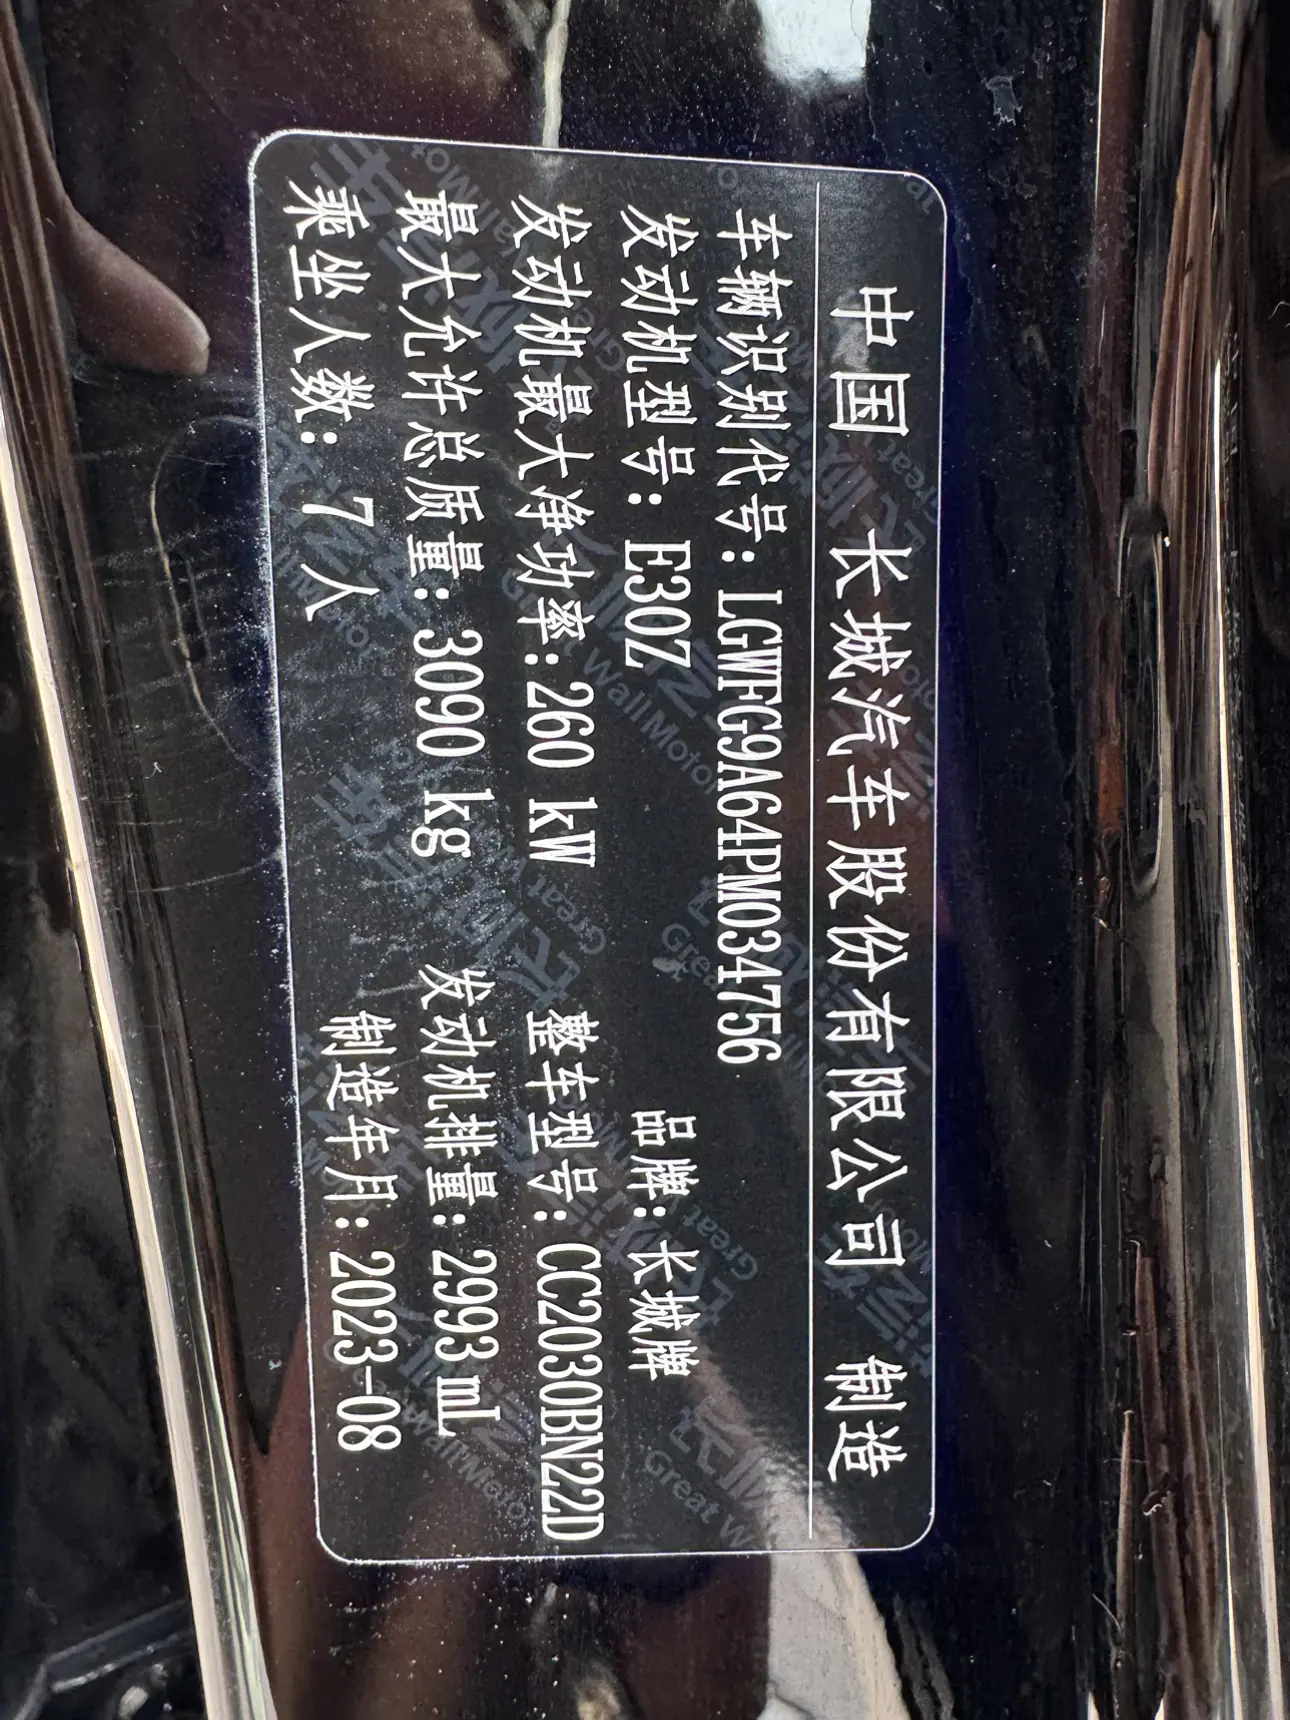 中国 长城汽车股份有限公司 制造
车辆识别代号: LGWFG9A64PM034756
发动机型号: E30Z 品牌: 长城牌
发动机最大净功率: 260 kW 整车型号: CC2030BN22D
最大允许总质量: 3090 kg 发动机排量: 2993 mL
乘坐人数: 7 人 制造年月: 2023-08